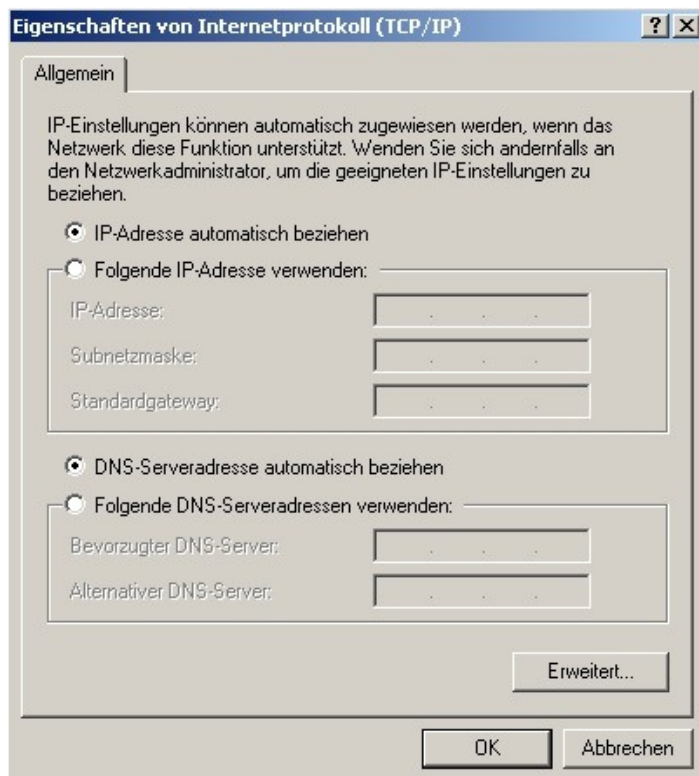 Eigenschaften von Internetprotokoll (TCP/IP)
Allgemein
IP-Einstellungen können automatisch zugewiesen werden, wenn das
Netzwerk diese Funktion unterstützt. Wenden Sie sich andernfalls an
den Netzwerkadministrator, um die geeigneten IP-Einstellungen zu
beziehen.
IP-Adresse automatisch beziehen
Folgende IP-Adresse verwenden:
IP-Adresse:
Subnetzmaske:
Standardgateway:
DNS-Serveradresse automatisch beziehen
Folgende DNS-Serveradressen verwenden:
Bevorzugter DNS-Server:
Alternativer DNS-Server:
Erweitert...
OK Abbrechen